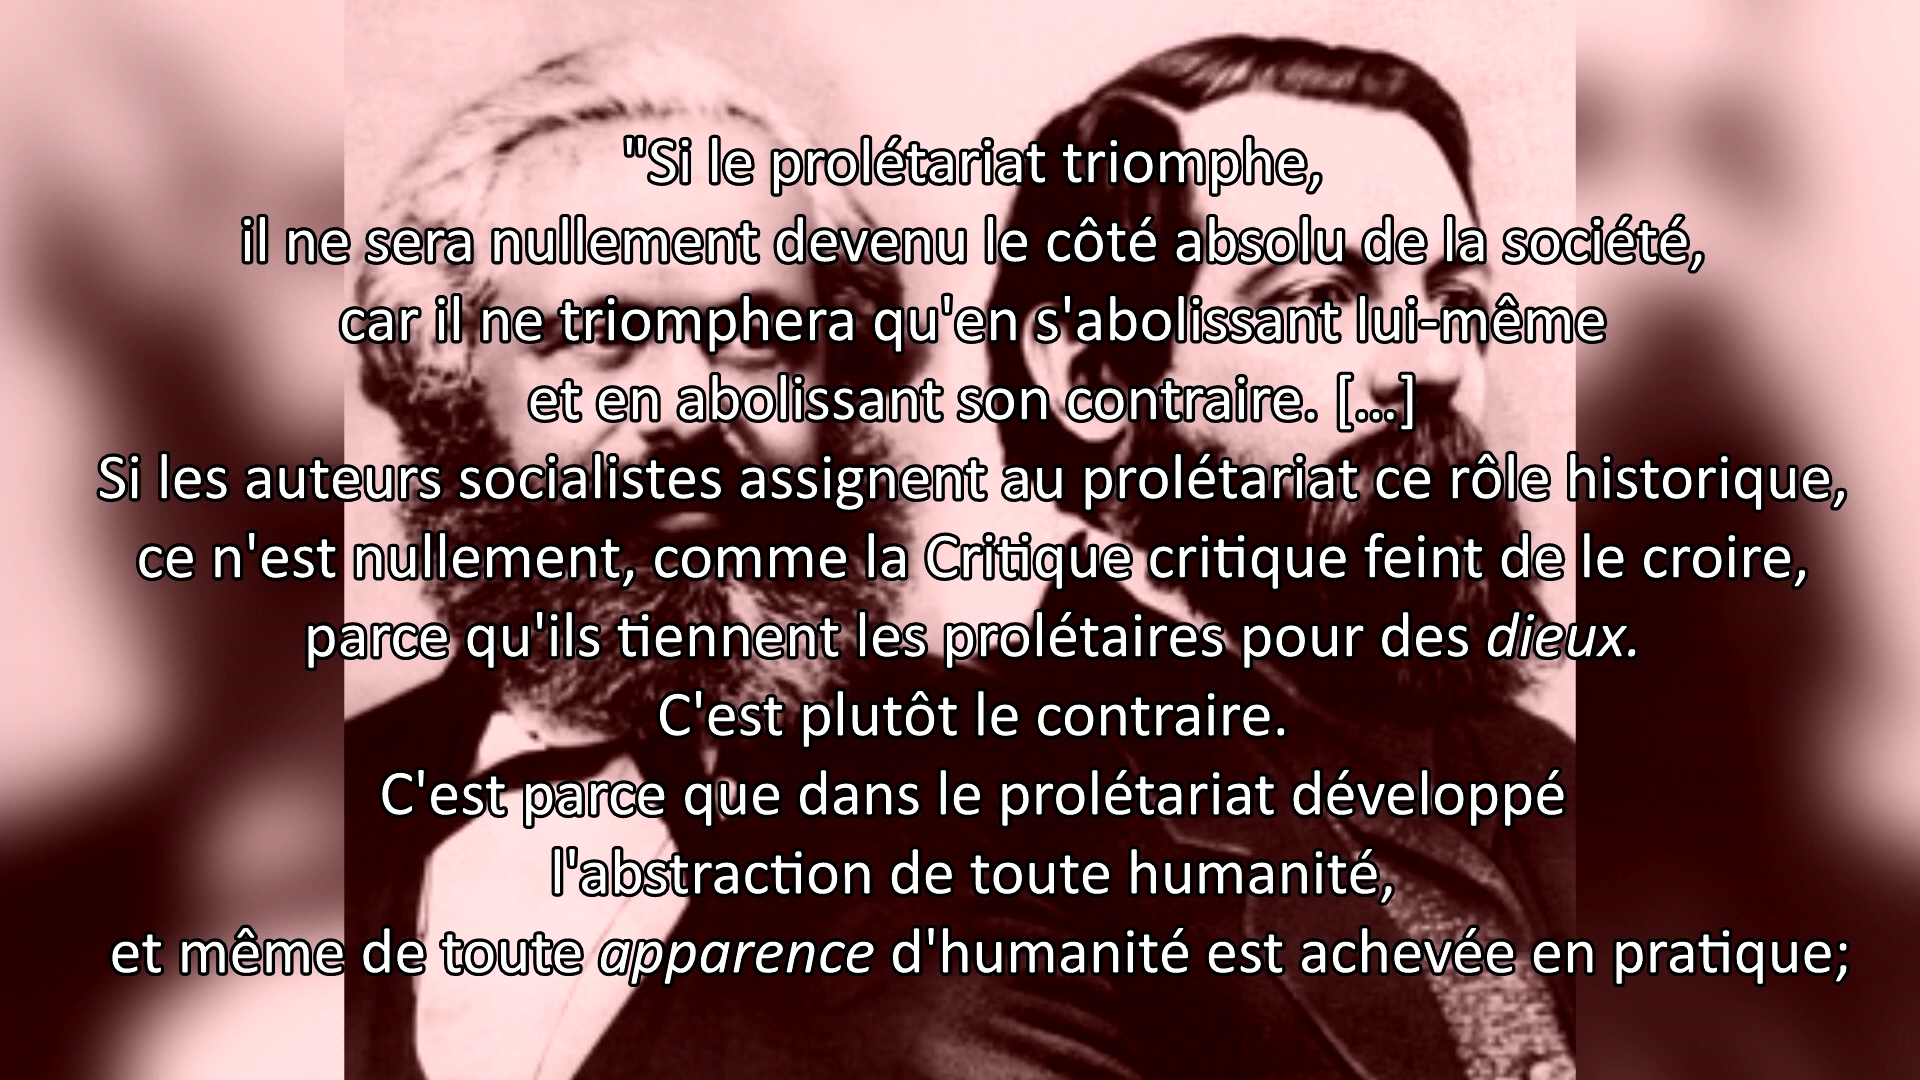 "Si le prolétariat triomphe,
il ne sera nullement devenu le côté absolu de la société,
car il ne triomphera qu'en s'abolissant lui-même
et en abolissant son contraire. [...]
Si les auteurs socialistes assignent au prolétariat ce rôle historique,
ce n'est nullement, comme la Critique critique feint de le croire,
parce qu'ils tiennent les prolétaires pour des dieux.
C'est plutôt le contraire.
C'est parce que dans le prolétariat développé
l'abstraction de toute humanité,
et même de toute apparence d'humanité est achevée en pratique;